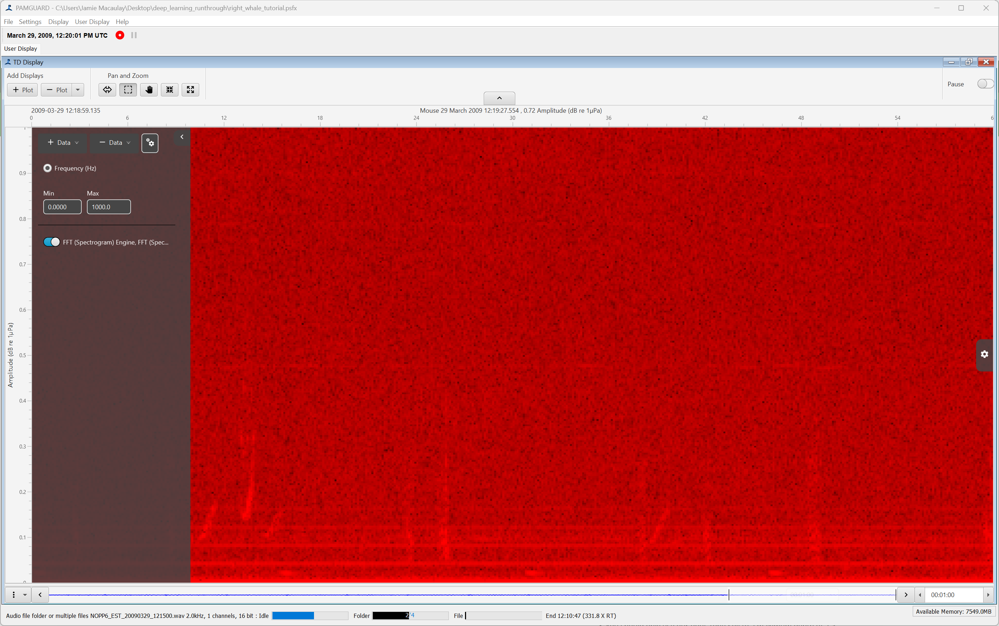 PAMGUARD - C:\Users\Jamie Macaulay\Desktop\deep_learning_runthrough\right_whale_tutorial.psfx
File Settings Display User Display Help
March 29, 2009, 12:20:01 PM UTC
User Display
TD Display
Add Displays Pan and Zoom
+ Plot − Plot
Pause
2009-03-29 12:18:59.135 Mouse 29 March 2009 12:19:27.554 , 0.72 Amplitude (dB re 1µPa)
0 6 12 18 24 30 36 42 48 54 6
+ Data − Data
Frequency (Hz)
Min Max
0.0000 1000.0
FFT (Spectrogram) Engine, FFT (Spec...
0.9
0.8
0.7
0.6
0.5
0.4
0.3
0.2
0.1
Amplitude (dB re 1µPa)
00:01:00 00:01:00
Audio file folder or multiple files NOPP6_EST_20090329_121500.wav 2.0kHz, 1 channels, 16 bit : Idle Folder 2/4 File End 12:10:47 (331.8 X RT) Available Memory: 7549.0MB